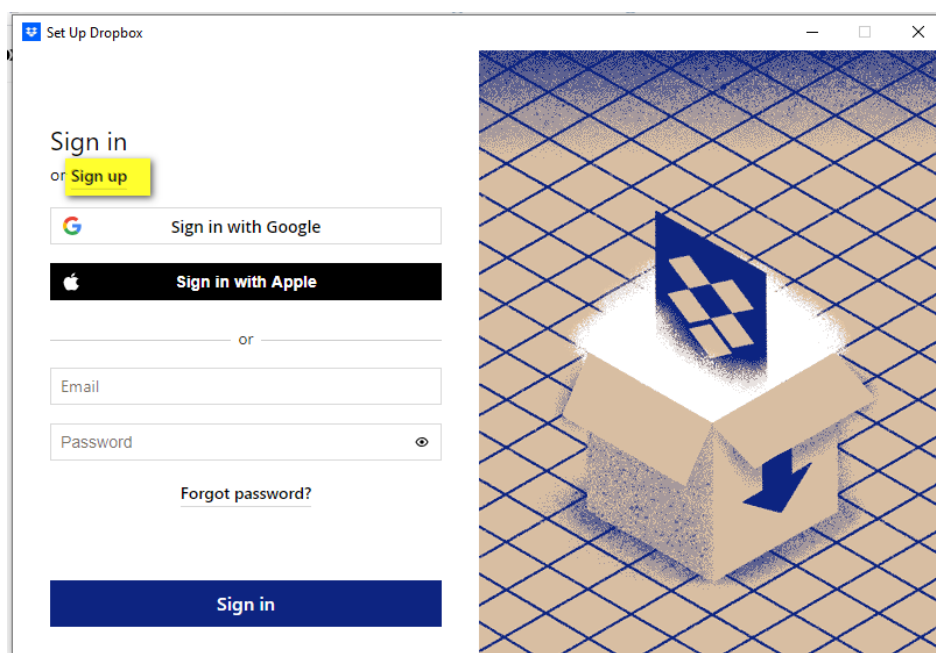 Set Up Dropbox
Sign in
or Sign up
Sign in with Google
Sign in with Apple
or
Email
Password
Forgot password?
Sign in